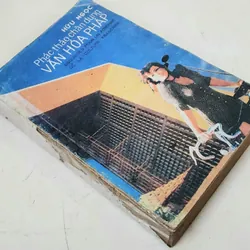 HỮU NGỌC
Phác thảo chân dung
VĂN HÓA PHÁP